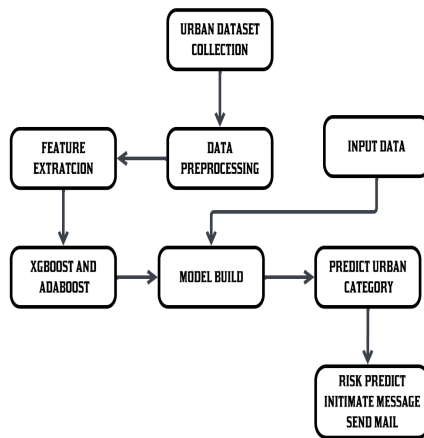 URBAN DATASET
COLLECTION
FEATURE
EXTRATCION
DATA
PREPROCESSING
INPUT DATA
XGBOOST AND
ADABOOST
MODEL BUILD
PREDICT URBAN
CATEGORY
RISK PREDICT
INITIMATE MESSAGE
SEND MAIL